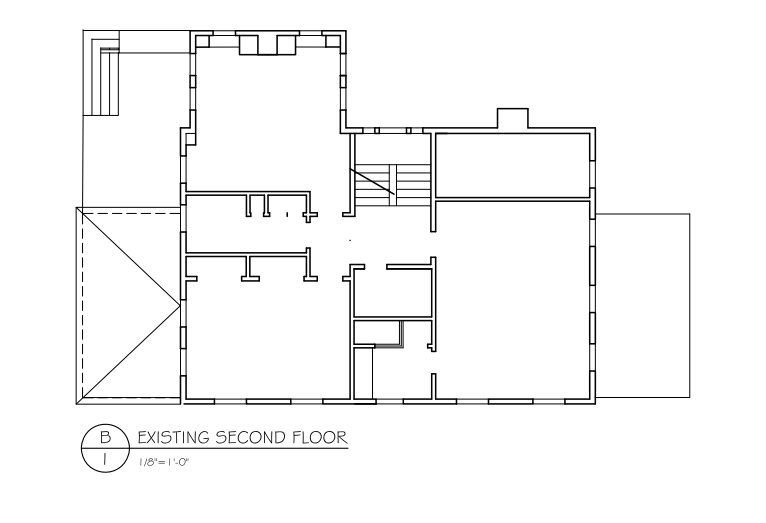 B
EXISTING SECOND FLOOR
1
1/8"=1'-0"